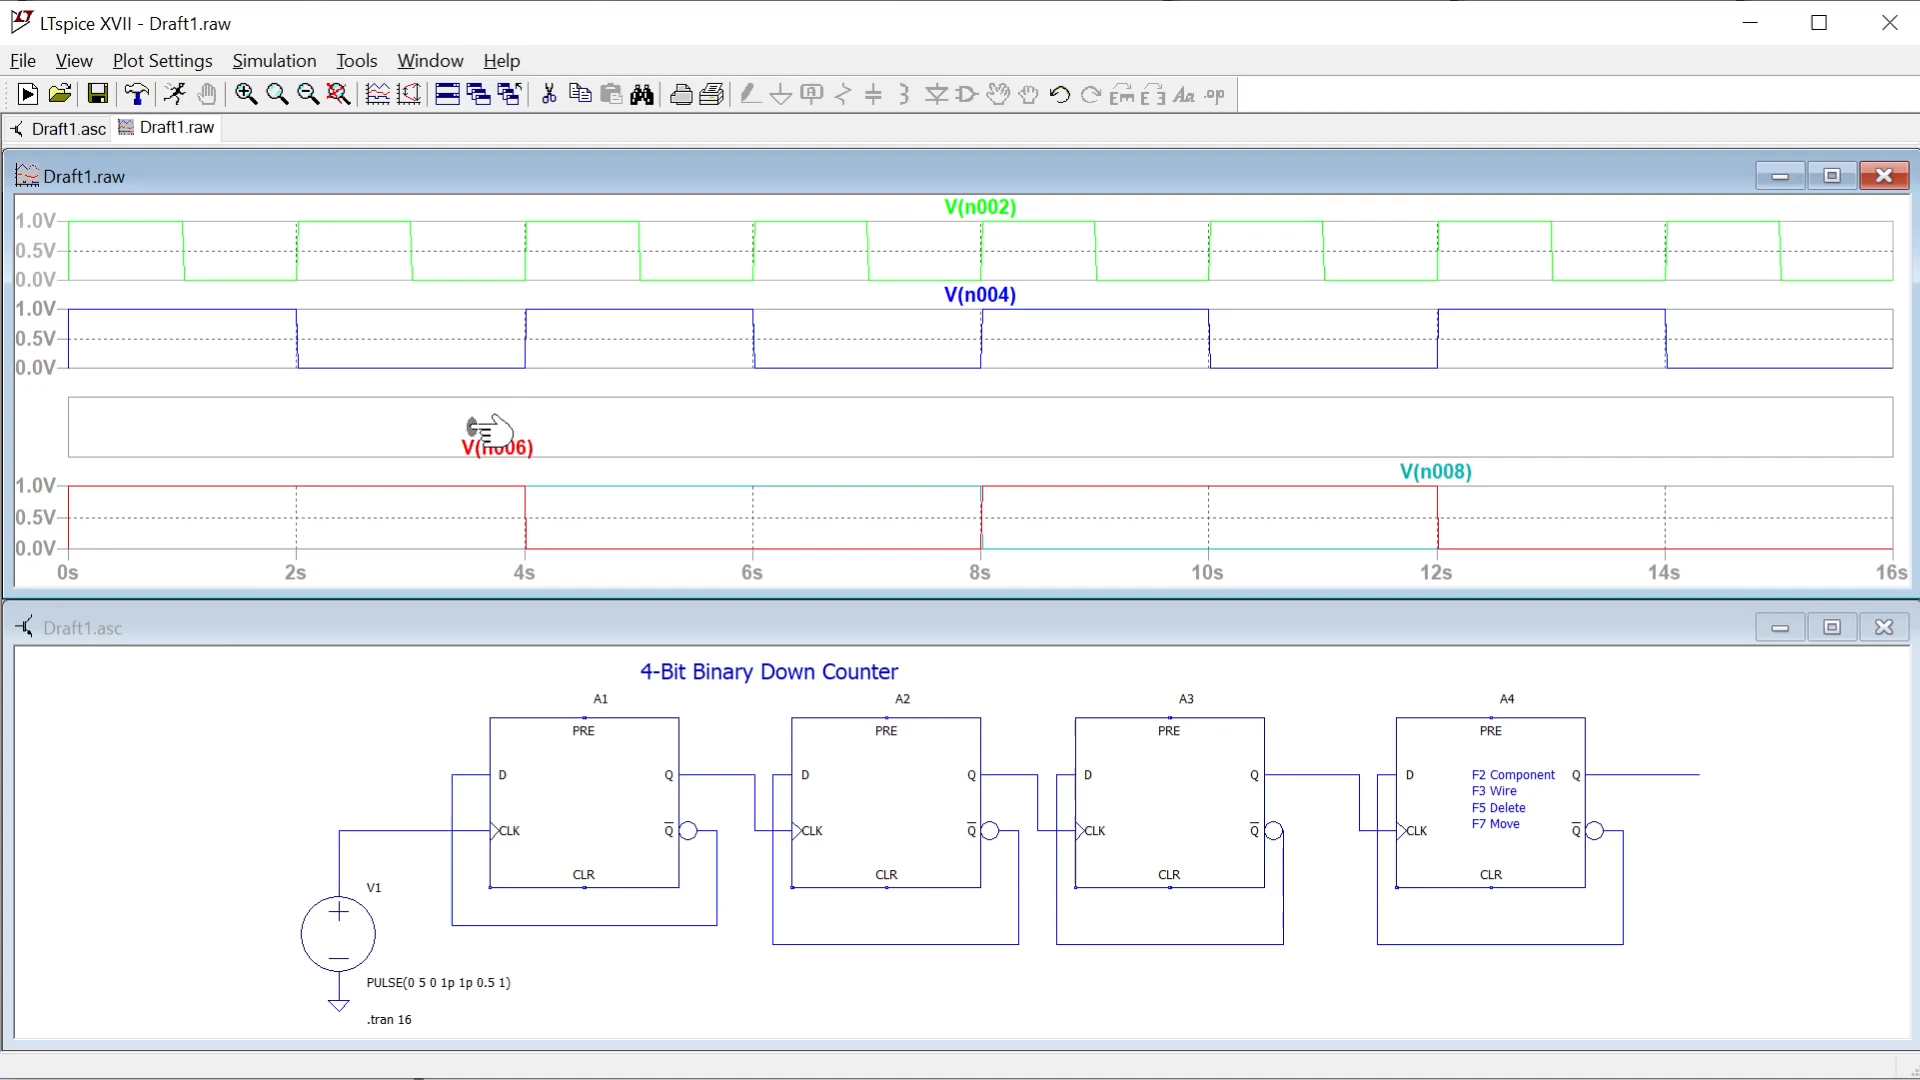 LTspice XVII - Draft1.raw
File View Plot Settings Simulation Tools Window Help
Aa .op
Draft1.asc Draft1.raw
Draft1.raw
V(n002)
1.0V
0.5V
0.0V
V(n004)
1.0V
0.5V
0.0V
V(n006)
V(n008)
1.0V
0.5V
0.0V
0s 2s 4s 6s 8s 10s 12s 14s 16s
Draft1.asc
4-Bit Binary Down Counter
A1 A2 A3 A4
PRE PRE PRE PRE
D Q D Q D Q D Q
F2 Component
F3 Wire
F5 Delete
F7 Move
CLK Q̅ CLK Q̅ CLK Q̅ CLK Q̅
CLR CLR CLR CLR
V1
PULSE(0 5 0 1p 1p 0.5 1)
.tran 16